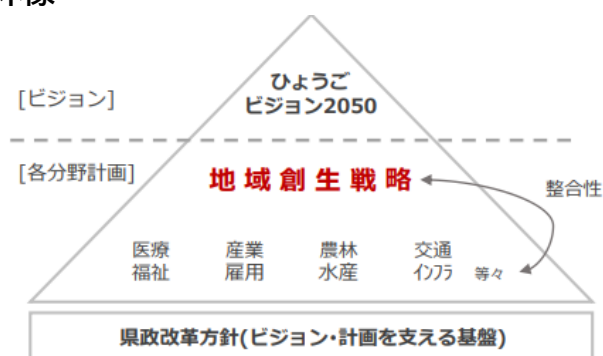 ひょうご
[ビジョン]
ビジョン2050
[各分野計画]
地域創生戦略
整合性
医療 産業 農林 交通
福祉 雇用 水産 インフラ 等々
県政改革方針(ビジョン・計画を支える基盤)